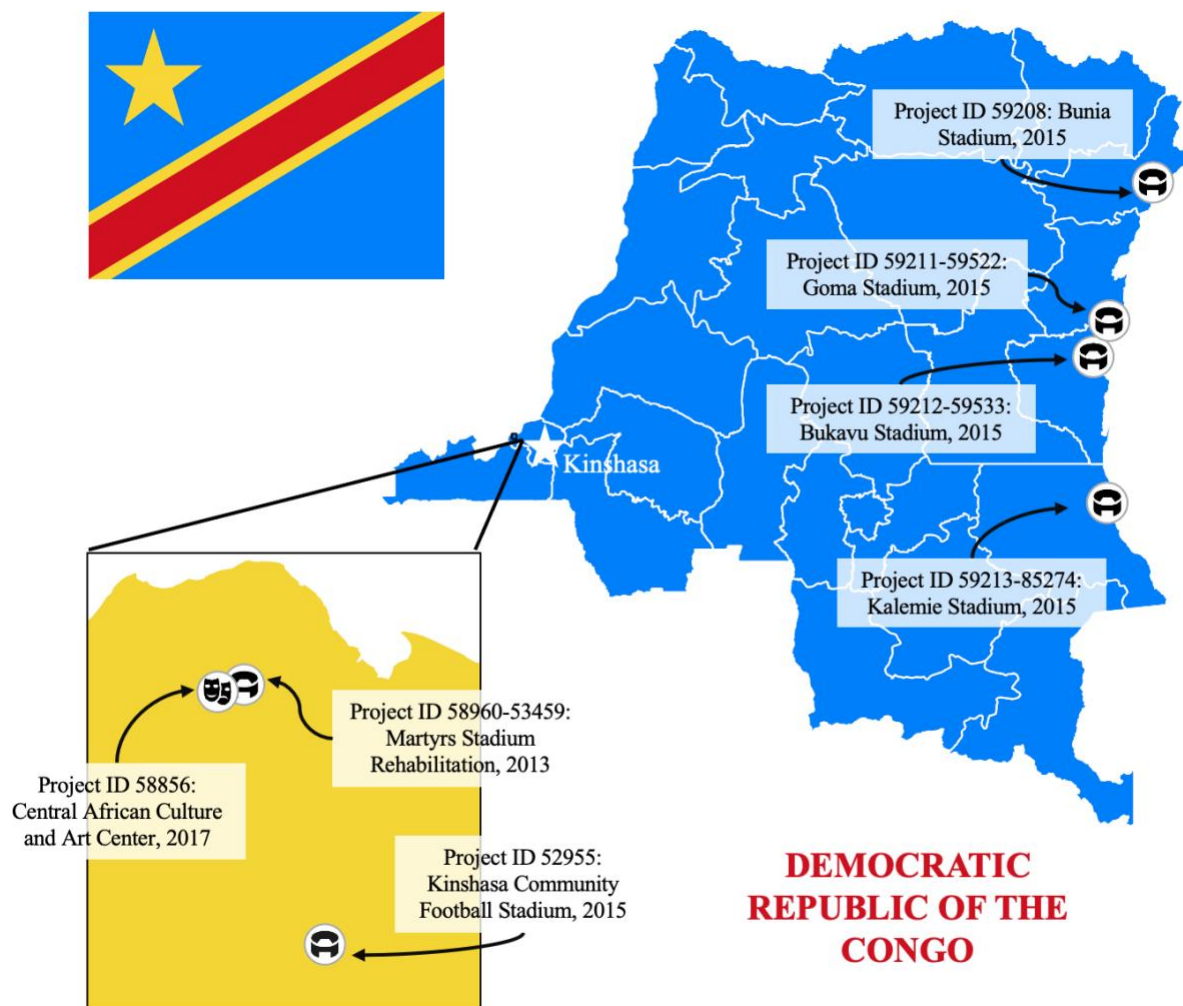 Project ID 59208: Bunia
Stadium, 2015
Project ID 59211-59522:
Goma Stadium, 2015
Project ID 59212-59533:
Bukavu Stadium, 2015
Kinshasa
Project ID 59213-85274:
Kalemie Stadium, 2015
Project ID 58960-53459:
Martyrs Stadium
Rehabilitation, 2013
Project ID 58856:
Central African Culture
and Art Center, 2017
Project ID 52955:
Kinshasa Community
Football Stadium, 2015
DEMOCRATIC
REPUBLIC OF THE
CONGO